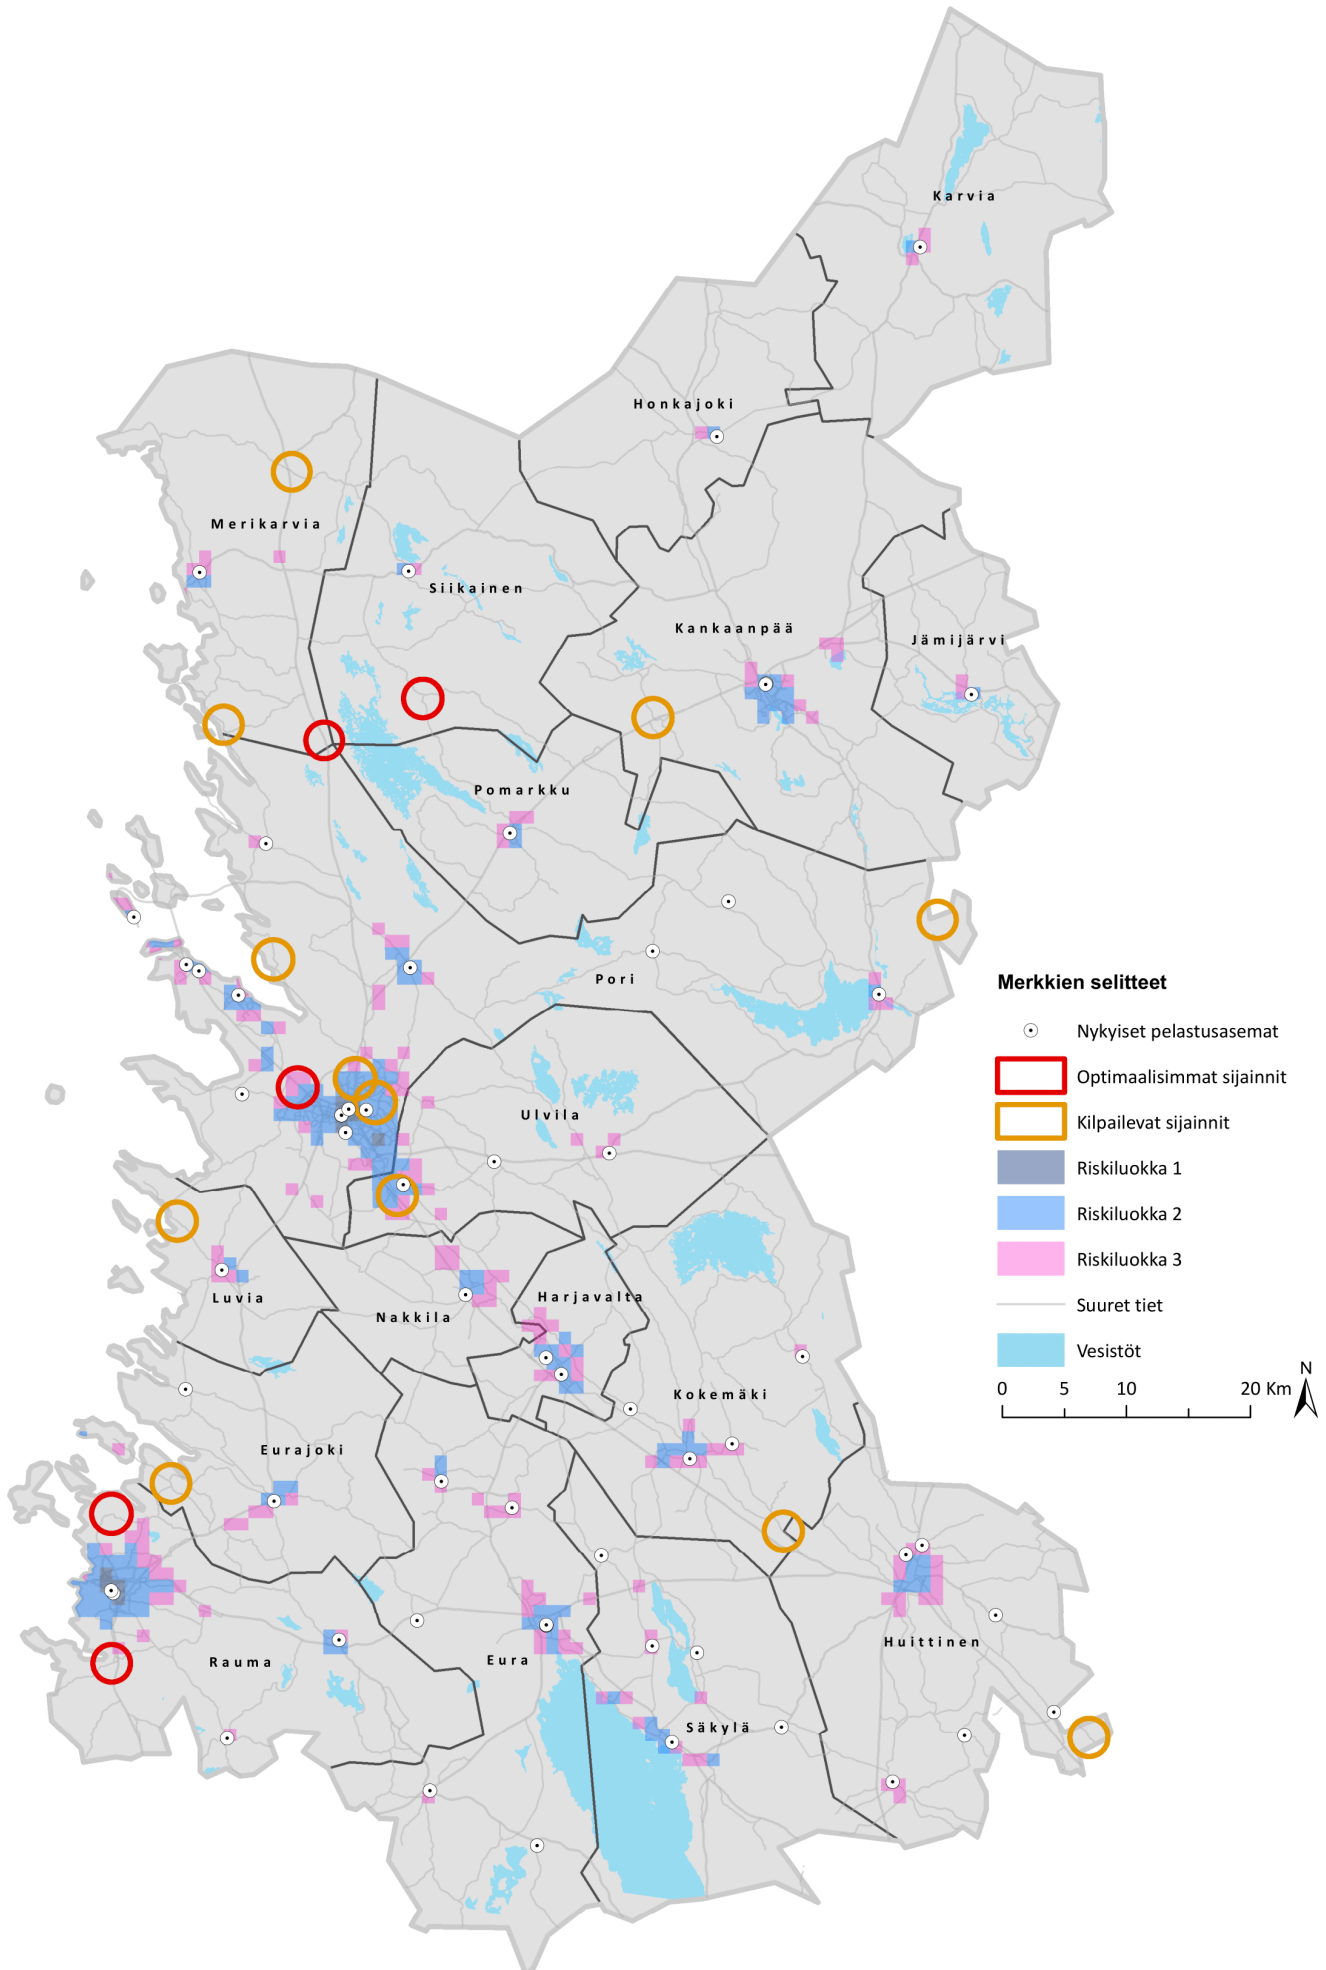 Karvia
Honkajoki
Merikarvia
Siikainen
Kankaanpää
Jämijärvi
Pomarkku
Pori
Merkkien selitteet
Nykyiset pelastusasemat
Optimaalisimmat sijainnit
Kilpailevat sijainnit
Riskiluokka 1
Riskiluokka 2
Riskiluokka 3
Suuret tiet
Vesistöt
0 5 10 20 Km
N
Ulvila
Luvia
Nakkila
Harjavalta
Kokemäki
Eurajoki
Rauma
Eura
Säkylä
Huittinen